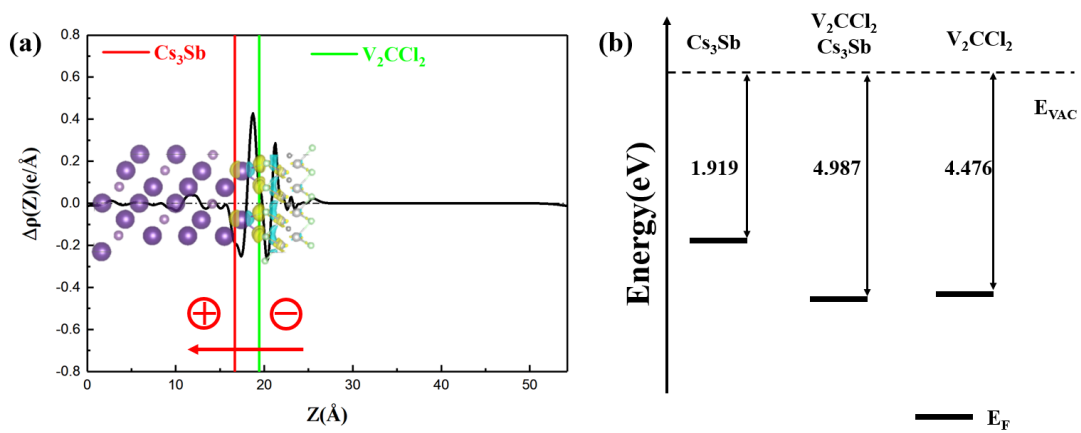 (a)
0.8
0.6
0.4
0.2
0.0
-0.2
-0.4
-0.6
-0.8
Δρ(Z)(e/Å)
Cs₃Sb
V₂CCl₂
+
−
0 10 20 30 40 50
Z(Å)
(b)
Energy(eV)
Cs₃Sb
V₂CCl₂
Cs₃Sb
V₂CCl₂
E_VAC
1.919 4.987 4.476
E_F